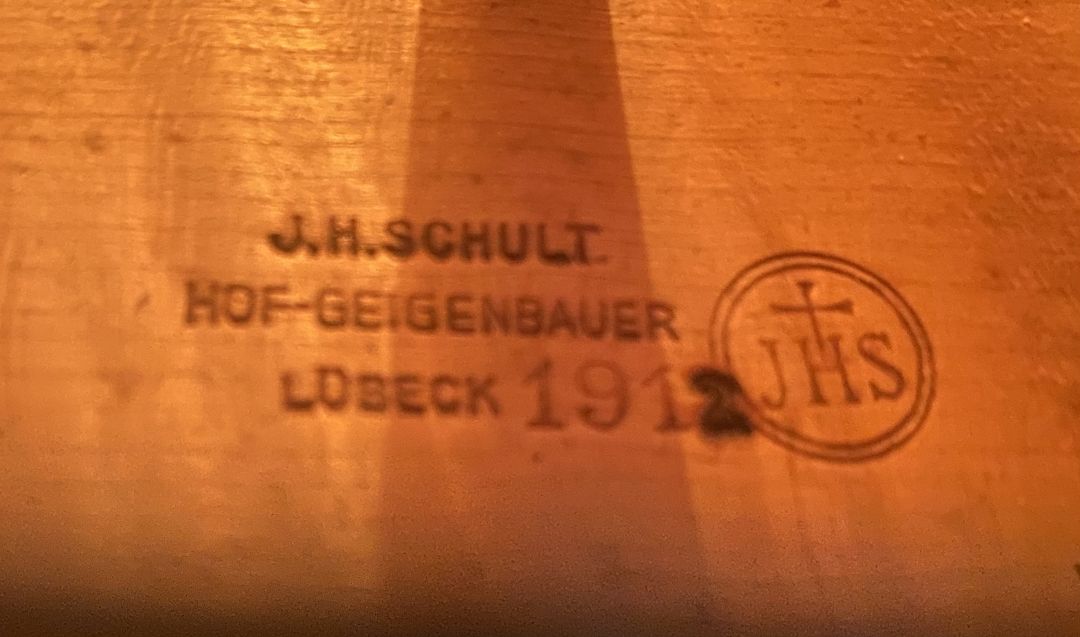 J.H.SCHULT
HOF-GEIGENBAUER
LÜBECK 1912
JHS